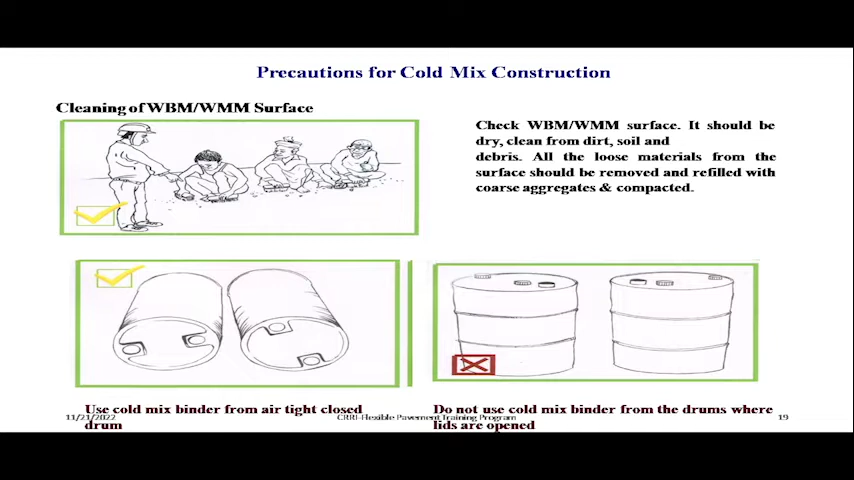 Precautions for Cold Mix Construction
Cleaning of WBM/WMM Surface
Check WBM/WMM surface. It should be
dry, clean from dirt, soil and
debris. All the loose materials from the
surface should be removed and refilled with
coarse aggregates & compacted.
Use cold mix binder from air tight closed
drum
Do not use cold mix binder from the drums where
lids are opened
11/21/2022
CRRI-Flexible Pavement Training Program
19